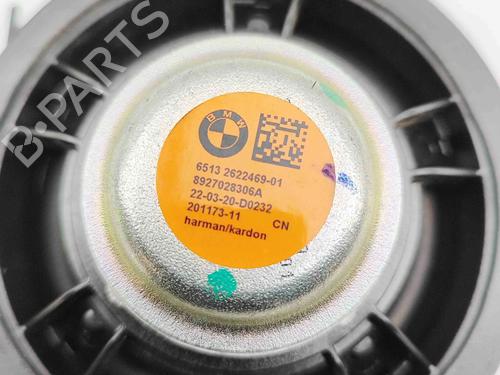 B-PARTS
BMW
6513 2622469-01
8927028306A
22-03-20-D0232
201173-11 CN
harman/kardon